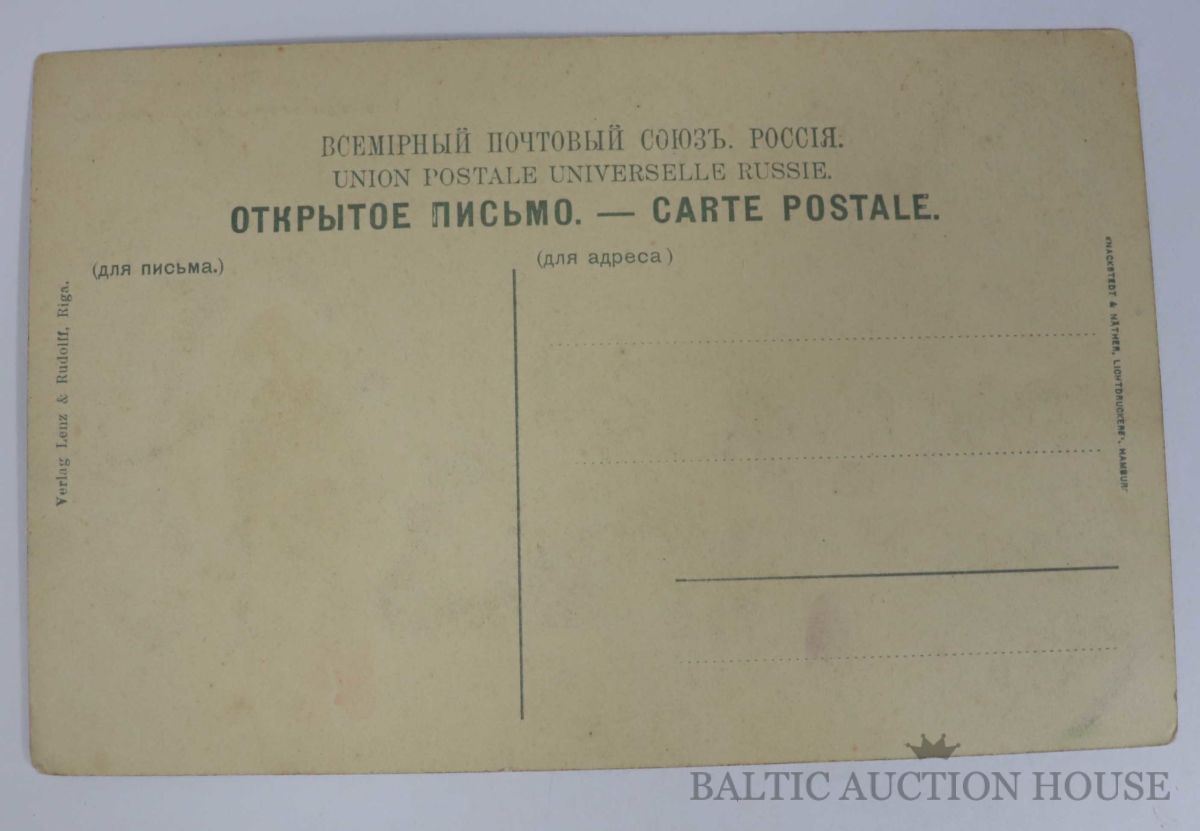 ВСЕМІРНЫЙ ПОЧТОВЫЙ СОЮЗЪ. РОССІЯ.
UNION POSTALE UNIVERSELLE RUSSIE.
ОТКРЫТОЕ ПИСЬМО. — CARTE POSTALE.
(для письма.)
(для адреса)
Verlag Lenz & Rudolff, Riga.
KNACKSTEDT & NÄTHER, LICHTDRUCKEREI, HAMBURG
BALTIC AUCTION HOUSE